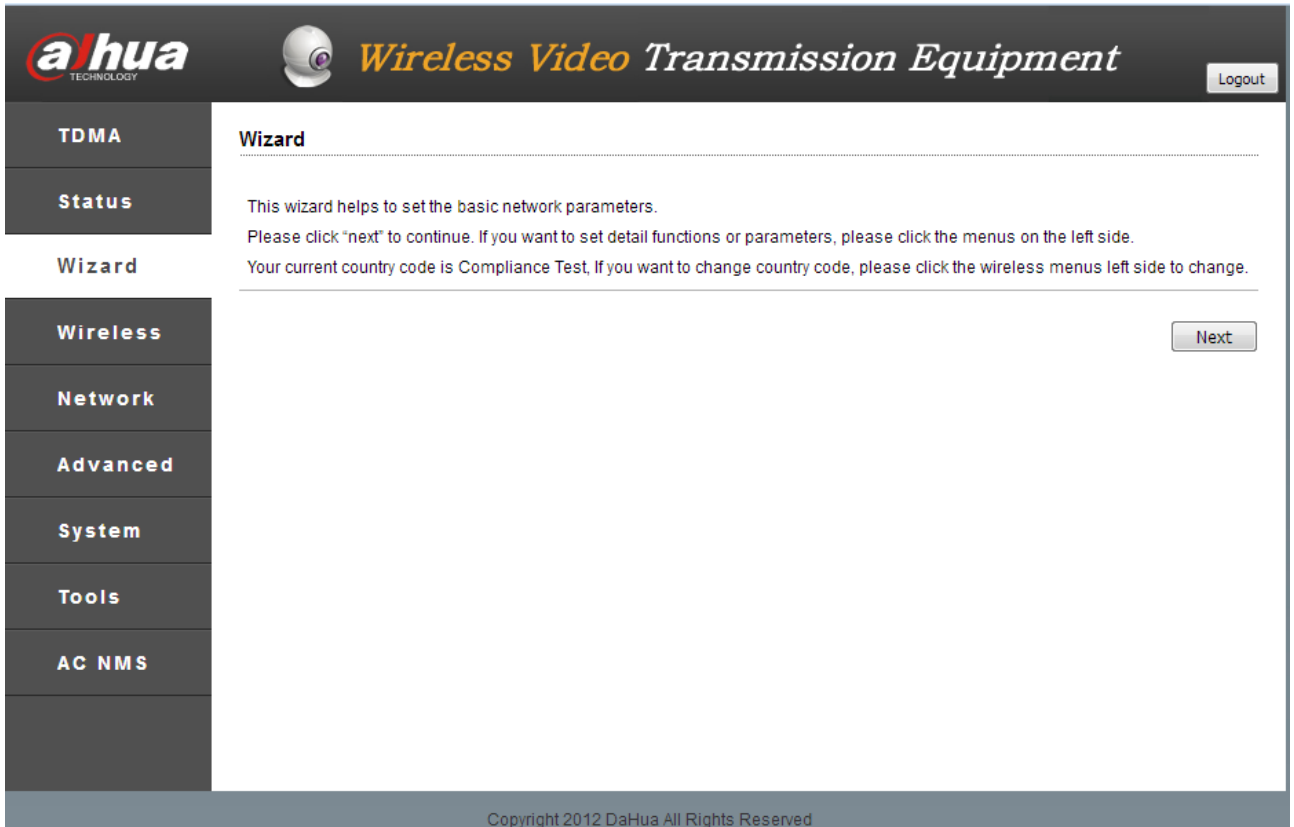 alhua
TECHNOLOGY
Wireless Video Transmission Equipment
Logout
TDMA
Status
Wizard
Wireless
Network
Advanced
System
Tools
AC NMS
Wizard
This wizard helps to set the basic network parameters.
Please click “next” to continue. If you want to set detail functions or parameters, please click the menus on the left side.
Your current country code is Compliance Test, If you want to change country code, please click the wireless menus left side to change.
Next
Copyright 2012 DaHua All Rights Reserved